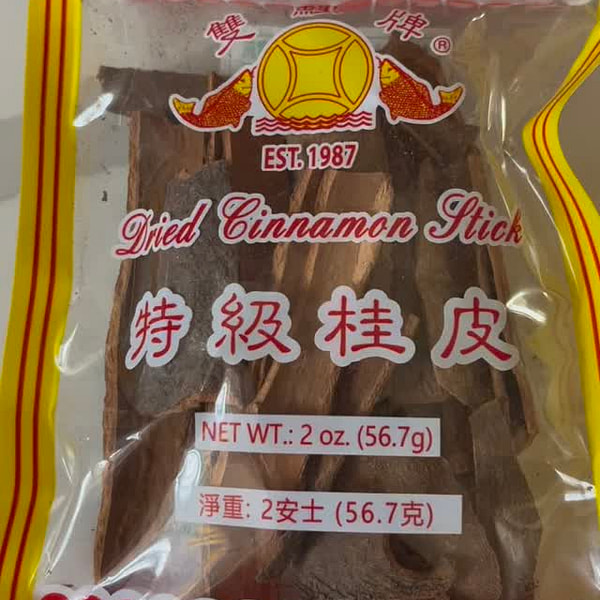 雙 牌
®
EST. 1987
Dried Cinnamon Stick
特級桂皮
NET WT.: 2 oz. (56.7g)
淨重: 2安士 (56.7克)